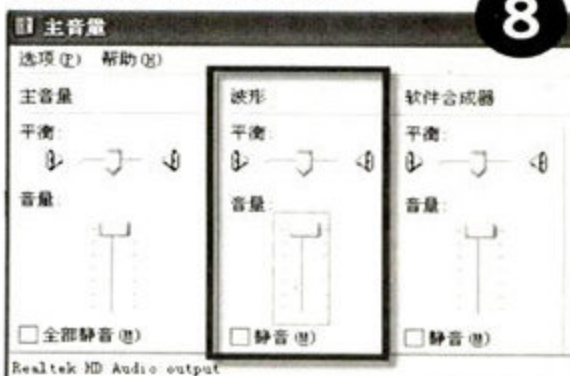 8
主音量
选项(P) 帮助(H)
主音量
平衡:
音量:
全部静音(M)
波形
平衡:
音量:
静音(M)
软件合成器
平衡:
音量:
静音(M)
Realtek HD Audio output